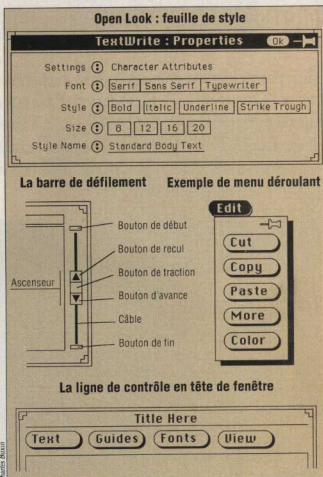 Open Look : feuille de style
TextWrite : Properties Ok
Settings Character Attributes
Font Serif Sans Serif Typewriter
Style Bold Italic Underline Strike Trough
Size 8 12 16 20
Style Name Standard Body Text
La barre de défilement Exemple de menu déroulant
Ascenseur
Bouton de début
Bouton de recul
Bouton de traction
Bouton d'avance
Câble
Bouton de fin
Edit
Cut
Copy
Paste
More
Color
La ligne de contrôle en tête de fenêtre
Title Here
Text Guides Fonts View